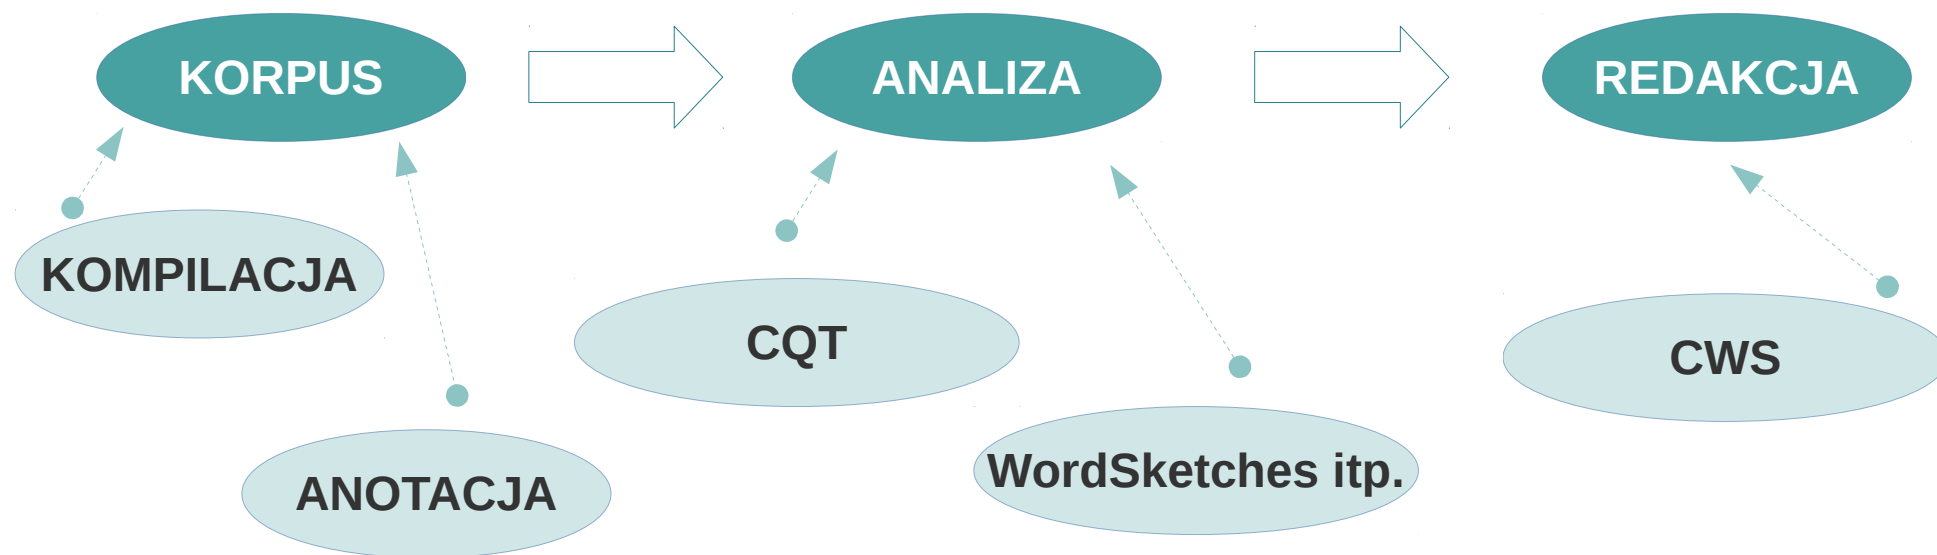 KORPUS
ANALIZA
REDAKCJA
KOMPILACJA
CQT
CWS
WordSketches itp.
ANOTACJA